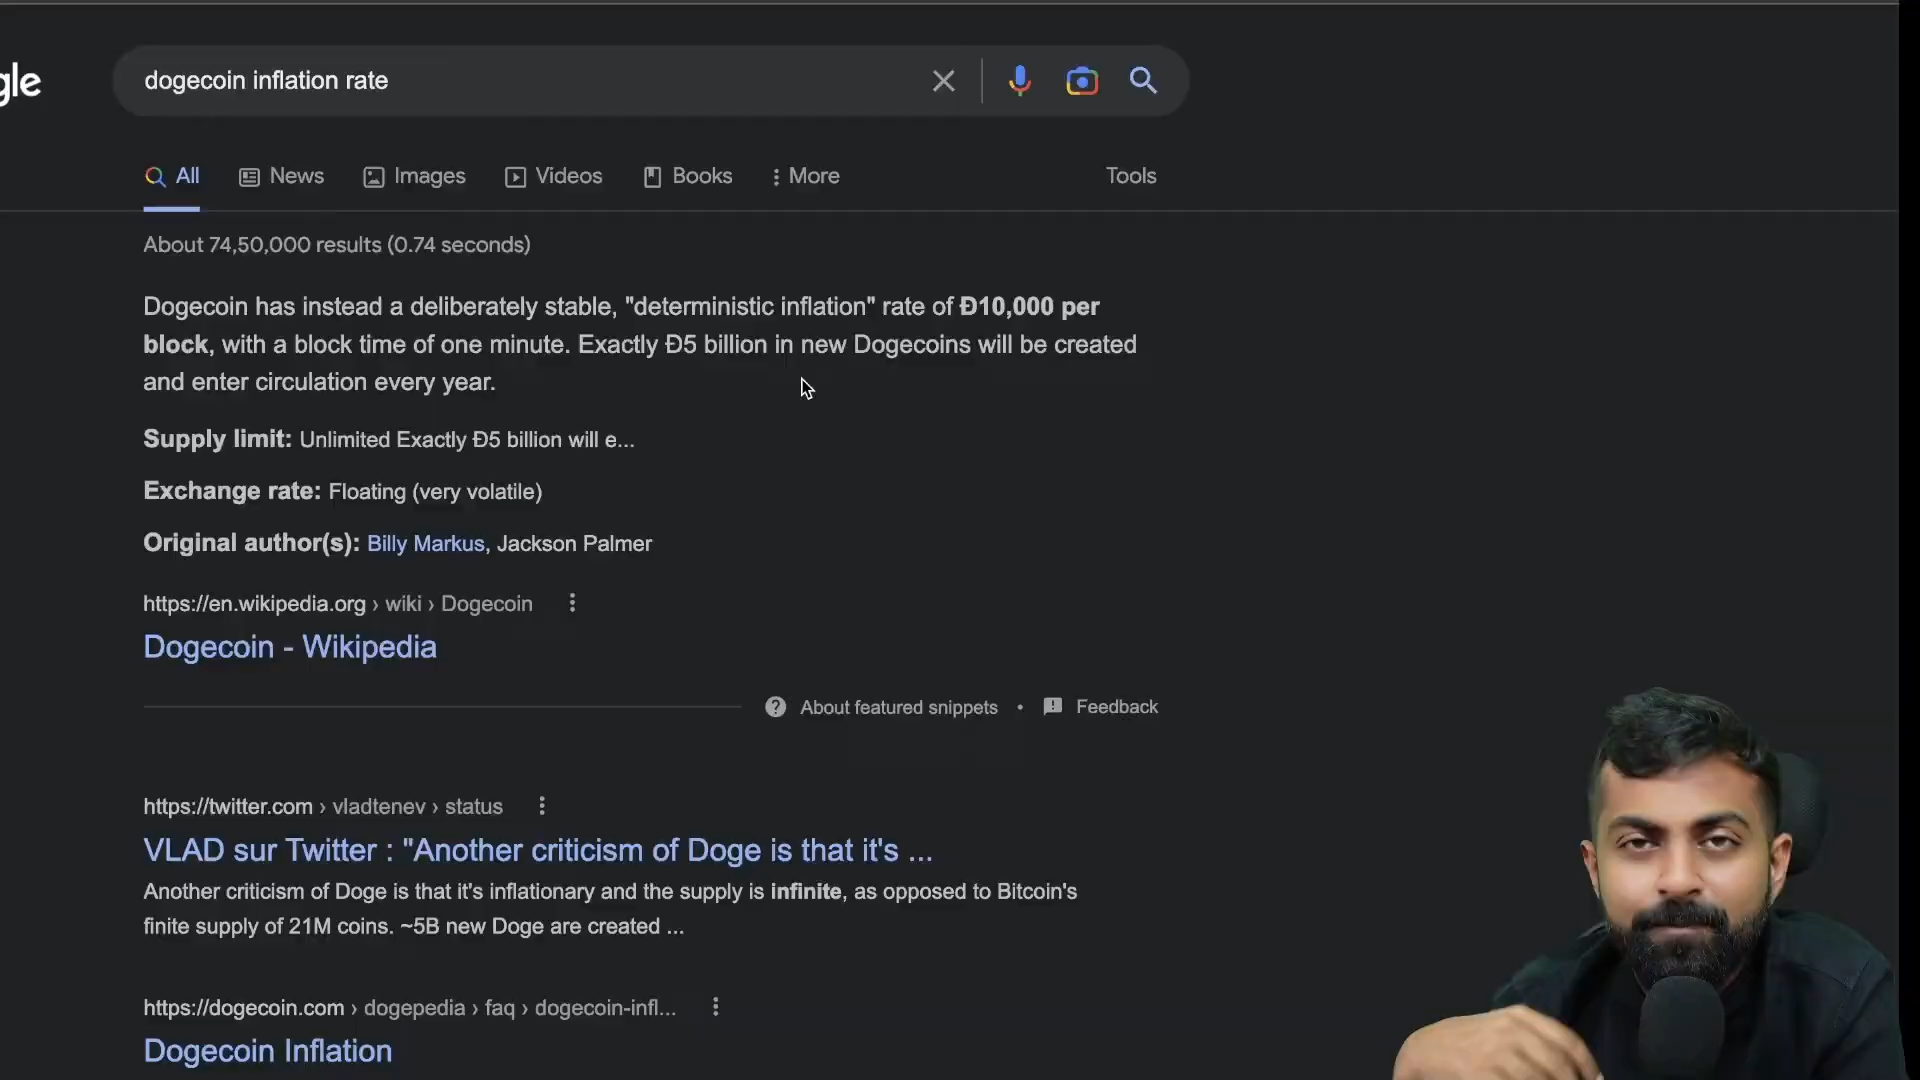 gle
dogecoin inflation rate
All News Images Videos Books More Tools
About 74,50,000 results (0.74 seconds)
Dogecoin has instead a deliberately stable, "deterministic inflation" rate of Ð10,000 per
block, with a block time of one minute. Exactly Ð5 billion in new Dogecoins will be created
and enter circulation every year.
Supply limit: Unlimited Exactly Ð5 billion will e...
Exchange rate: Floating (very volatile)
Original author(s): Billy Markus, Jackson Palmer
https://en.wikipedia.org › wiki › Dogecoin
Dogecoin - Wikipedia
About featured snippets • Feedback
https://twitter.com › vladtenev › status
VLAD sur Twitter : "Another criticism of Doge is that it's ...
Another criticism of Doge is that it's inflationary and the supply is infinite, as opposed to Bitcoin's
finite supply of 21M coins. ~5B new Doge are created ...
https://dogecoin.com › dogepedia › faq › dogecoin-infl...
Dogecoin Inflation